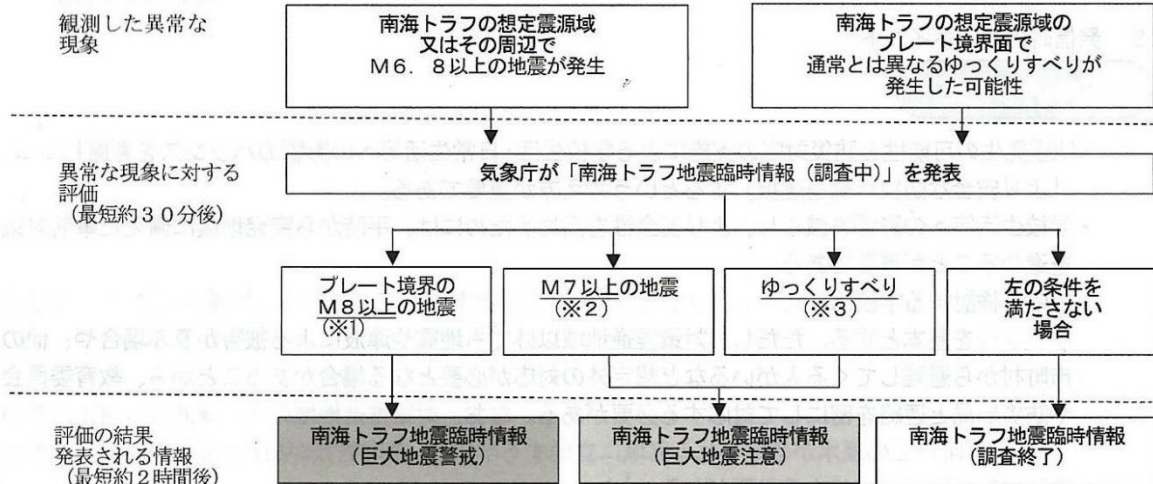 観測した異常な
現象
南海トラフの想定震源域
又はその周辺で
M6.8以上の地震が発生
南海トラフの想定震源域の
プレート境界面で
通常とは異なるゆっくりすべりが
発生した可能性
異常な現象に対する
評価
(最短約30分後)
気象庁が「南海トラフ地震臨時情報(調査中)」を発表
プレート境界の
M8以上の地震
(※1)
M7以上の地震
(※2)
ゆっくりすべり
(※3)
左の条件を
満たさない
場合
評価の結果
発表される情報
(最短約2時間後)
南海トラフ地震臨時情報
(巨大地震警戒)
南海トラフ地震臨時情報
(巨大地震注意)
南海トラフ地震臨時情報
(調査終了)